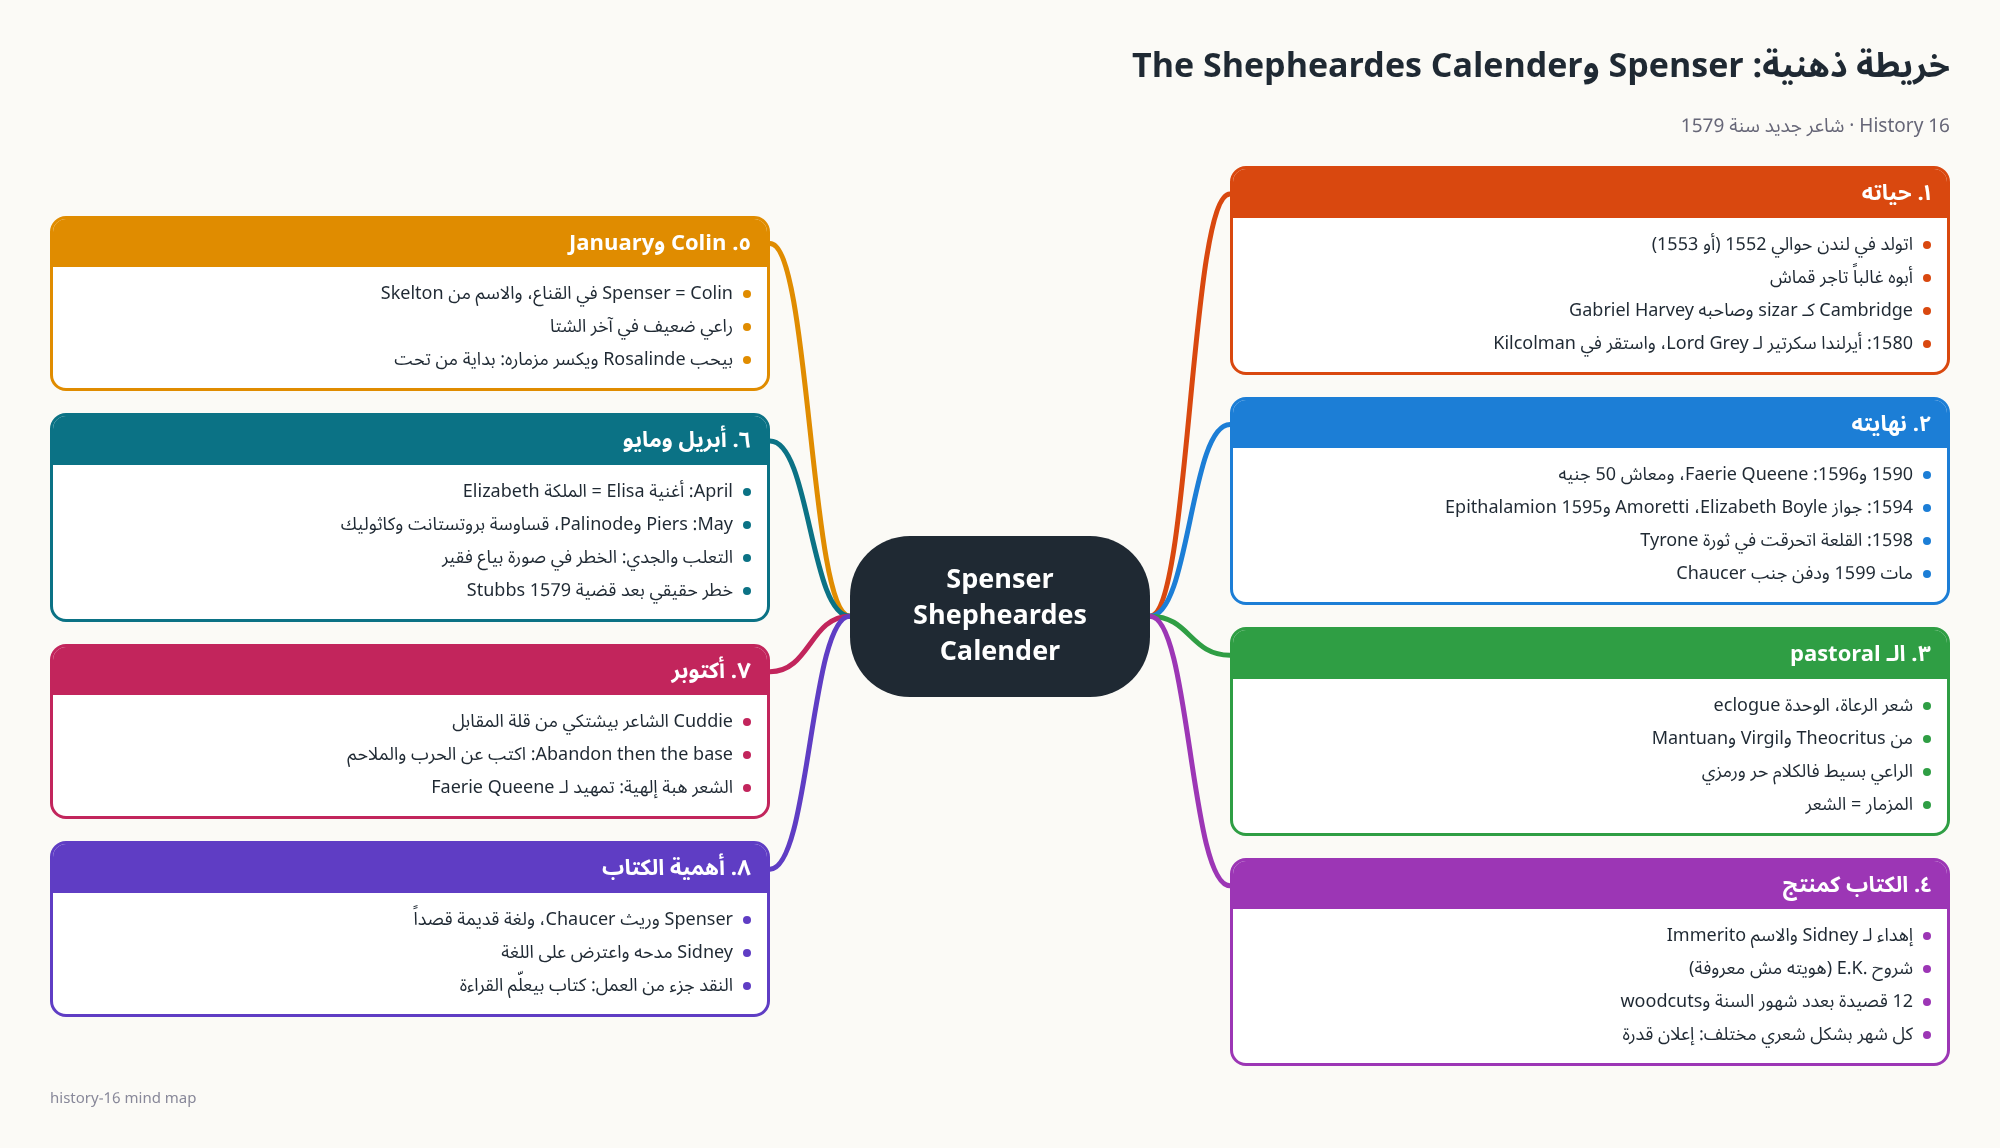 خريطة ذهنية: Spenser وThe Shepheardes Calender
History 16 · شاعر جديد سنة 1579
١. حياته
اتولد في لندن حوالي 1552 (أو 1553)
أبوه غالباً تاجر قماش
Cambridge كـ sizar وصاحبه Gabriel Harvey
1580: أيرلندا سكرتير لـ Lord Grey، واستقر في Kilcolman
٢. نهايته
1590 و1596: Faerie Queene، ومعاش 50 جنيه
1594: جواز Elizabeth Boyle، Amoretti وEpithalamion 1595
1598: القلعة اتحرقت في ثورة Tyrone
مات 1599 ودفن جنب Chaucer
٣. الـ pastoral
شعر الرعاة، الوحدة eclogue
من Theocritus وVirgil وMantuan
الراعي بسيط فالكلام حر ورمزي
المزمار = الشعر
٤. الكتاب كمنتج
إهداء لـ Sidney والاسم Immerito
شروح E.K. (هويته مش معروفة)
12 قصيدة بعدد شهور السنة وwoodcuts
كل شهر بشكل شعري مختلف: إعلان قدرة
Spenser
Shepheardes
Calender
٥. Colin وJanuary
Spenser = Colin في القناع، والاسم من Skelton
راعي ضعيف في آخر الشتا
بيحب Rosalinde ويكسر مزماره: بداية من تحت
٦. أبريل ومايو
April: أغنية Elisa = الملكة Elizabeth
May: Piers وPalinode، قساوسة بروتستانت وكاثوليك
التعلب والجدي: الخطر في صورة بياع فقير
خطر حقيقي بعد قضية Stubbs 1579
٧. أكتوبر
Cuddie الشاعر بيشتكي من قلة المقابل
Abandon then the base: اكتب عن الحرب والملاحم
الشعر هبة إلهية: تمهيد لـ Faerie Queene
٨. أهمية الكتاب
Spenser وريث Chaucer، ولغة قديمة قصداً
Sidney مدحه واعترض على اللغة
النقد جزء من العمل: كتاب بيعلّم القراءة
history-16 mind map